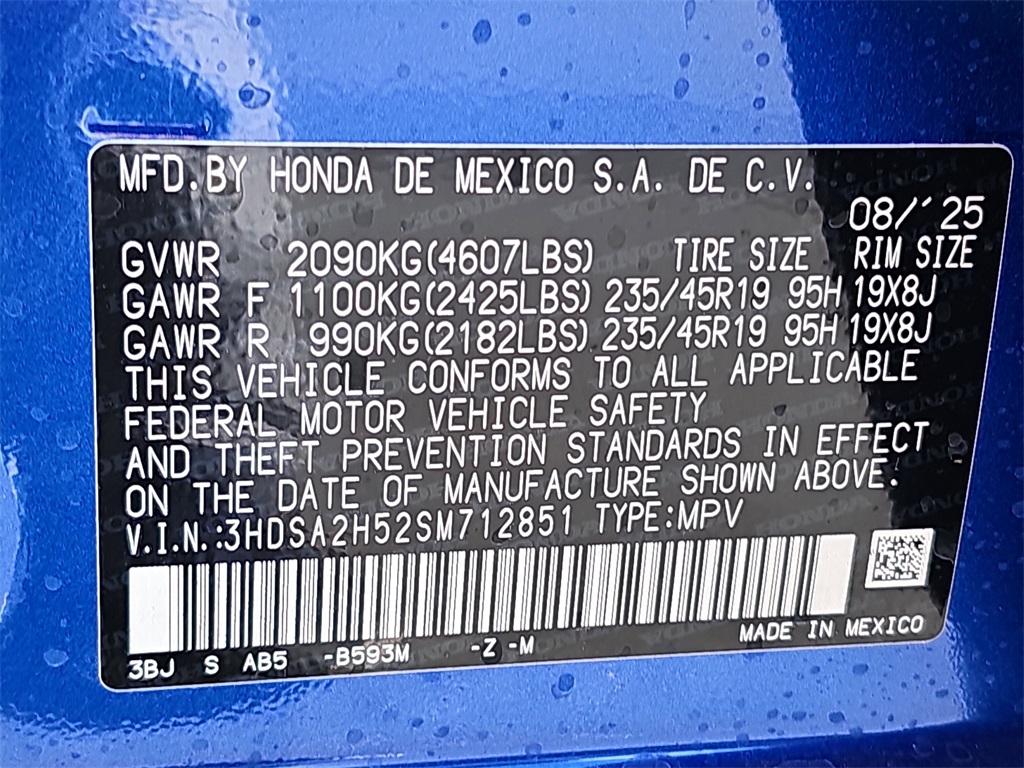 MFD.BY HONDA DE MEXICO S.A. DE C.V.
08/'25
GVWR 2090KG(4607LBS) TIRE SIZE RIM SIZE
GAWR F 1100KG(2425LBS) 235/45R19 95H 19X8J
GAWR R 990KG(2182LBS) 235/45R19 95H 19X8J
THIS VEHICLE CONFORMS TO ALL APPLICABLE
FEDERAL MOTOR VEHICLE SAFETY
AND THEFT PREVENTION STANDARDS IN EFFECT
ON THE DATE OF MANUFACTURE SHOWN ABOVE.
V.I.N.:3HDSA2H52SM712851 TYPE:MPV
MADE IN MEXICO
3BJ S AB5 -B593M -Z -M